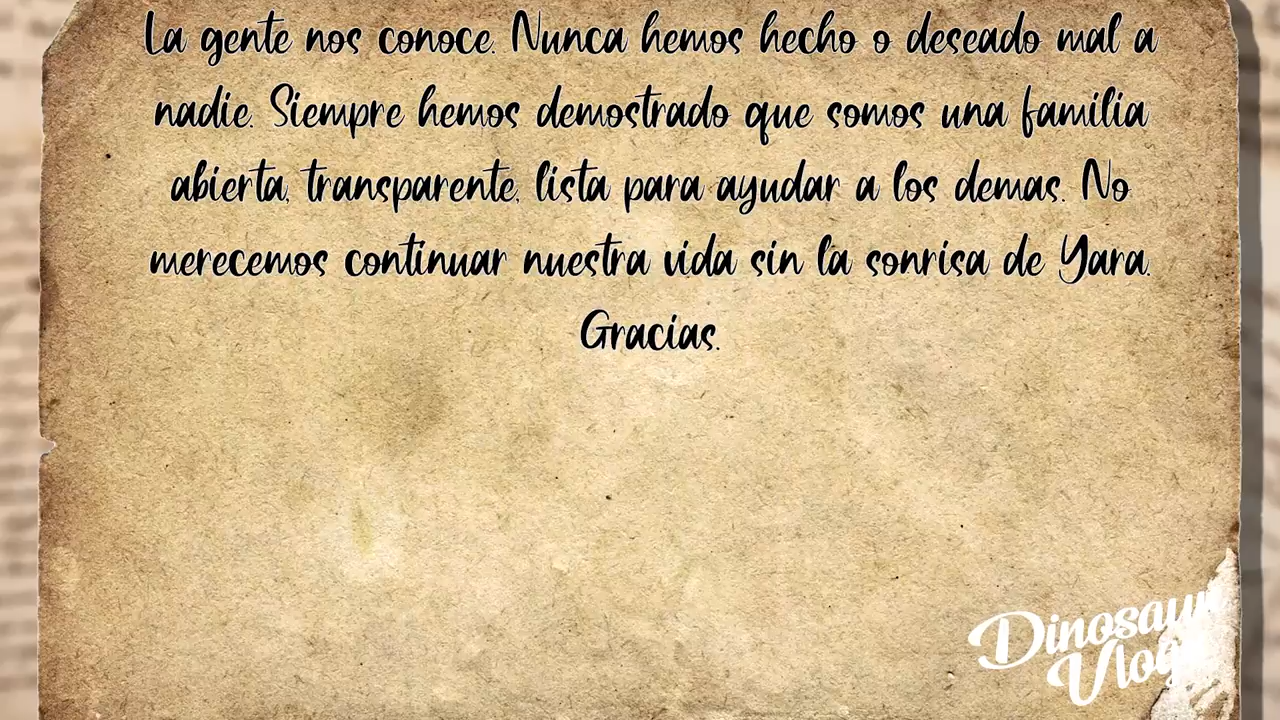 La gente nos conoce. Nunca hemos hecho o deseado mal a
nadie. Siempre hemos demostrado que somos una familia
abierta, transparente, lista para ayudar a los demas. No
merecemos continuar nuestra vida sin la sonrisa de Yara.
Gracias.
Dinosaur
Vlogs